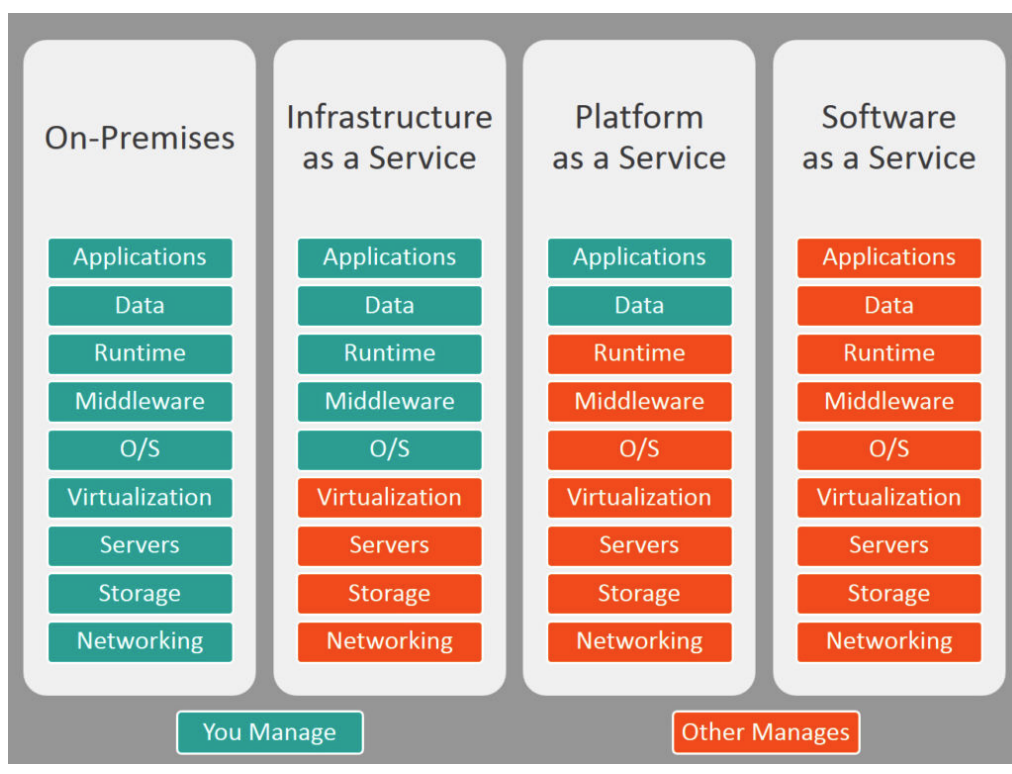 On-Premises
Applications
Data
Runtime
Middleware
O/S
Virtualization
Servers
Storage
Networking
Infrastructure
as a Service
Applications
Data
Runtime
Middleware
O/S
Virtualization
Servers
Storage
Networking
Platform
as a Service
Applications
Data
Runtime
Middleware
O/S
Virtualization
Servers
Storage
Networking
Software
as a Service
Applications
Data
Runtime
Middleware
O/S
Virtualization
Servers
Storage
Networking
You Manage
Other Manages